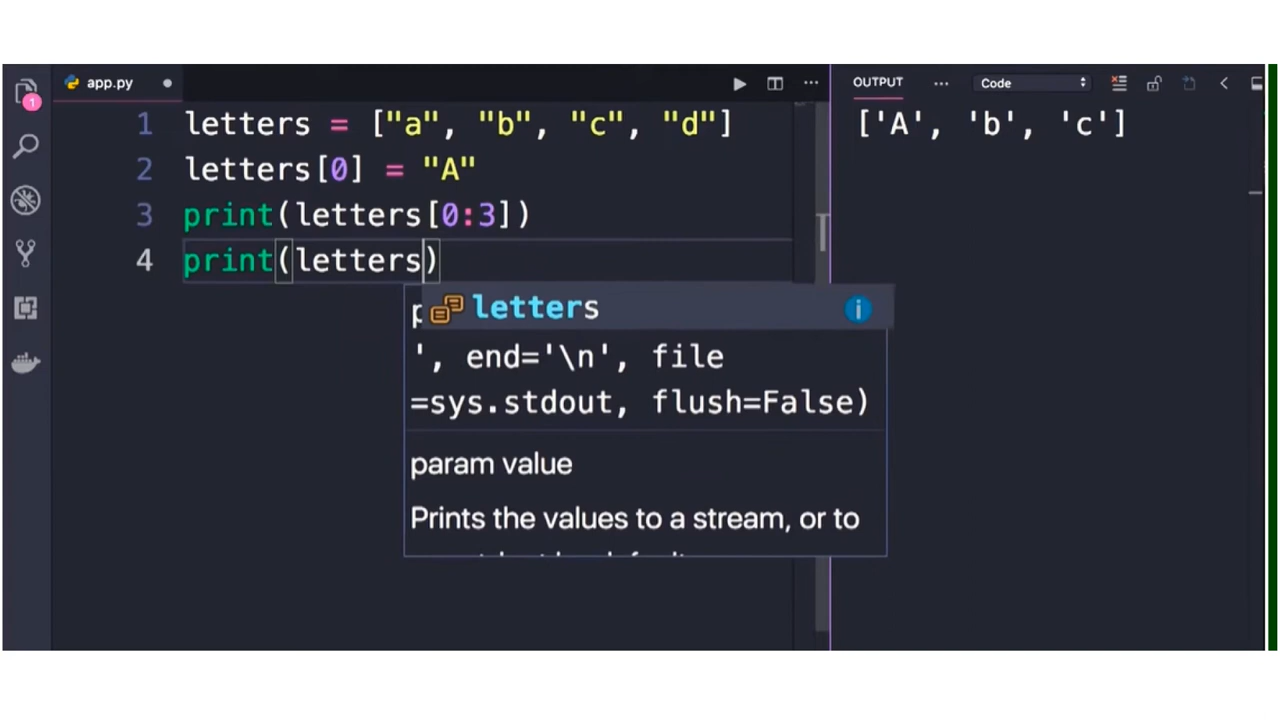 app.py
OUTPUT
Code
1
1 letters = ["a", "b", "c", "d"]
2 letters[0] = "A"
3 print(letters[0:3])
4 print(letters)
['A', 'b', 'c']
letters
', end='\n', file
=sys.stdout, flush=False)
param value
Prints the values to a stream, or to